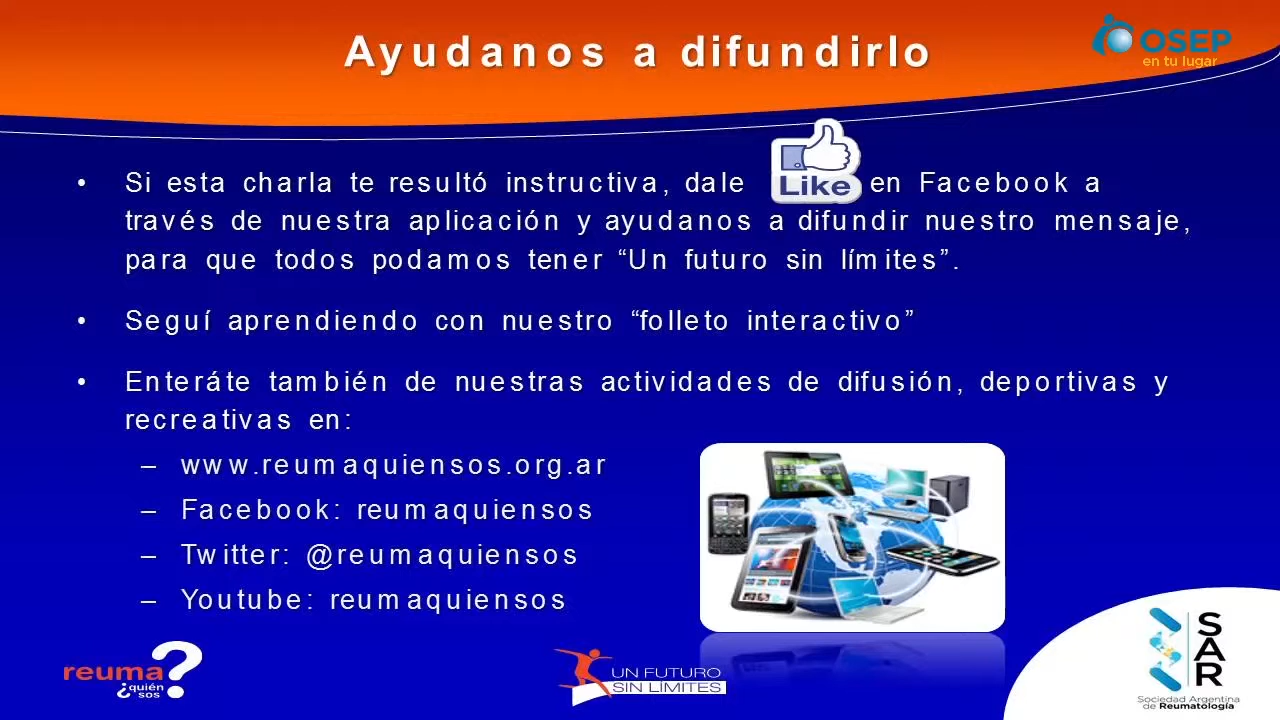 Ayudanos a difundirlo
OSEP
en tu lugar
• Si esta charla te resultó instructiva, dale Like en Facebook a
través de nuestra aplicación y ayudanos a difundir nuestro mensaje,
para que todos podamos tener “Un futuro sin límites”.
• Seguí aprendiendo con nuestro “folleto interactivo”
• Enteráte también de nuestras actividades de difusión, deportivas y
recreativas en:
– www.reumaquiensos.org.ar
– Facebook: reumaquiensos
– Twitter: @reumaquiensos
– Youtube: reumaquiensos
reuma?
¿quién
sos
UN FUTURO
SIN LÍMITES
SAR
Sociedad Argentina
de Reumatología